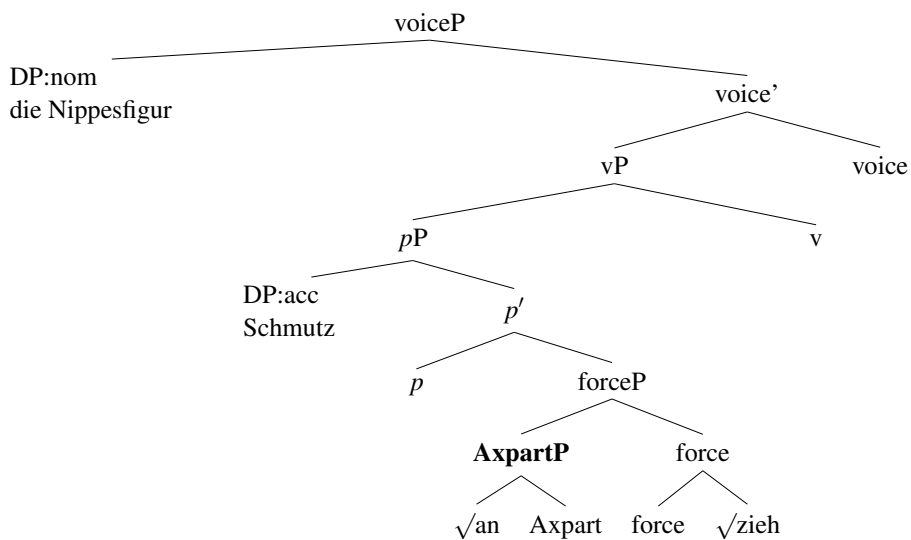 voiceP
DP:nom
die Nippesfigur
voice’
vP
voice
pP
v
DP:acc
Schmutz
p′
p
forceP
AxpartP
force
√an
Axpart
force
√zieh